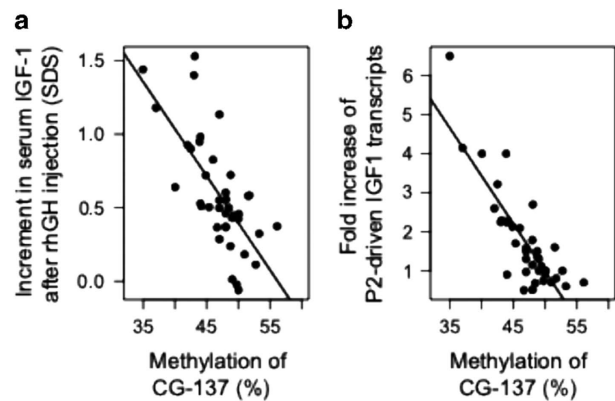 a
Increment in serum IGF-1
after rhGH injection (SDS)
1.5
1.0
0.5
0.0
35
45
55
Methylation of
CG-137 (%)
b
Fold increase of
P2-driven IGF1 transcripts
6
5
4
3
2
1
35
45
55
Methylation of
CG-137 (%)